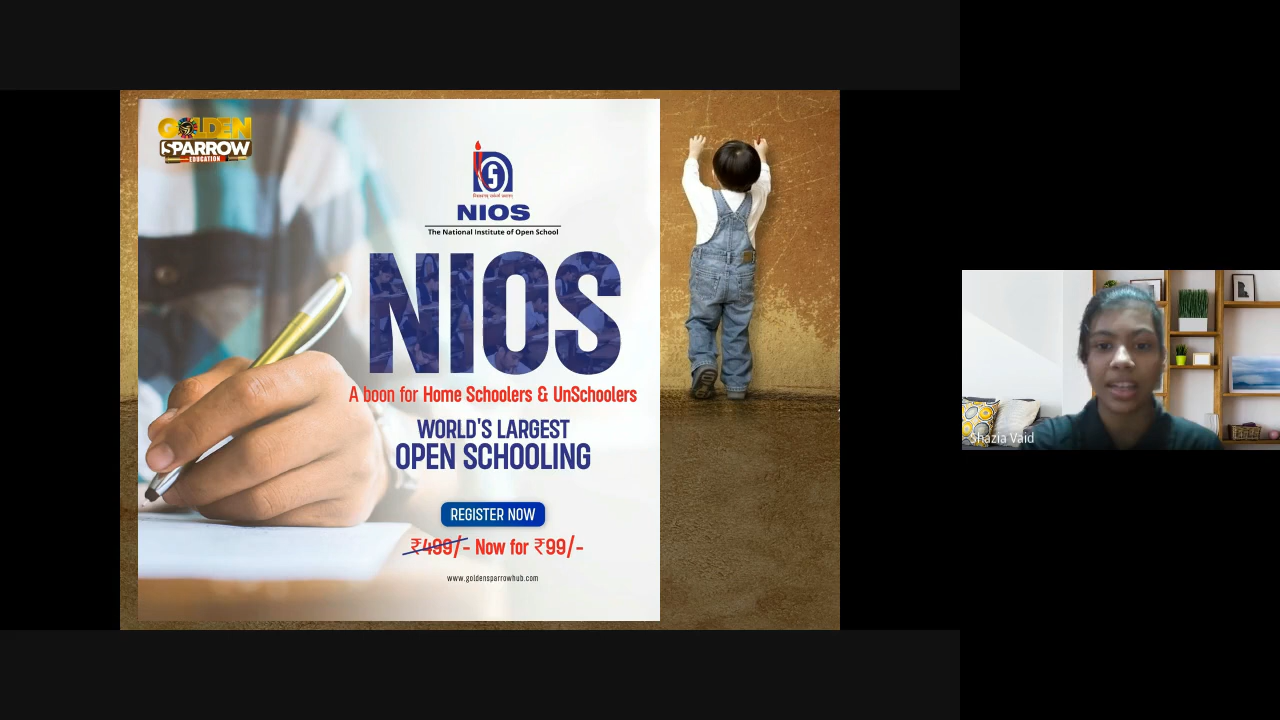 GOLDEN
SPARROW
EDUCATION
NIOS
The National Institute of Open School
NIOS
A boon for Home Schoolers & UnSchoolers
WORLD'S LARGEST
OPEN SCHOOLING
REGISTER NOW
₹499/- Now for ₹99/-
www.goldensparrowhub.com
Shazia Vaid